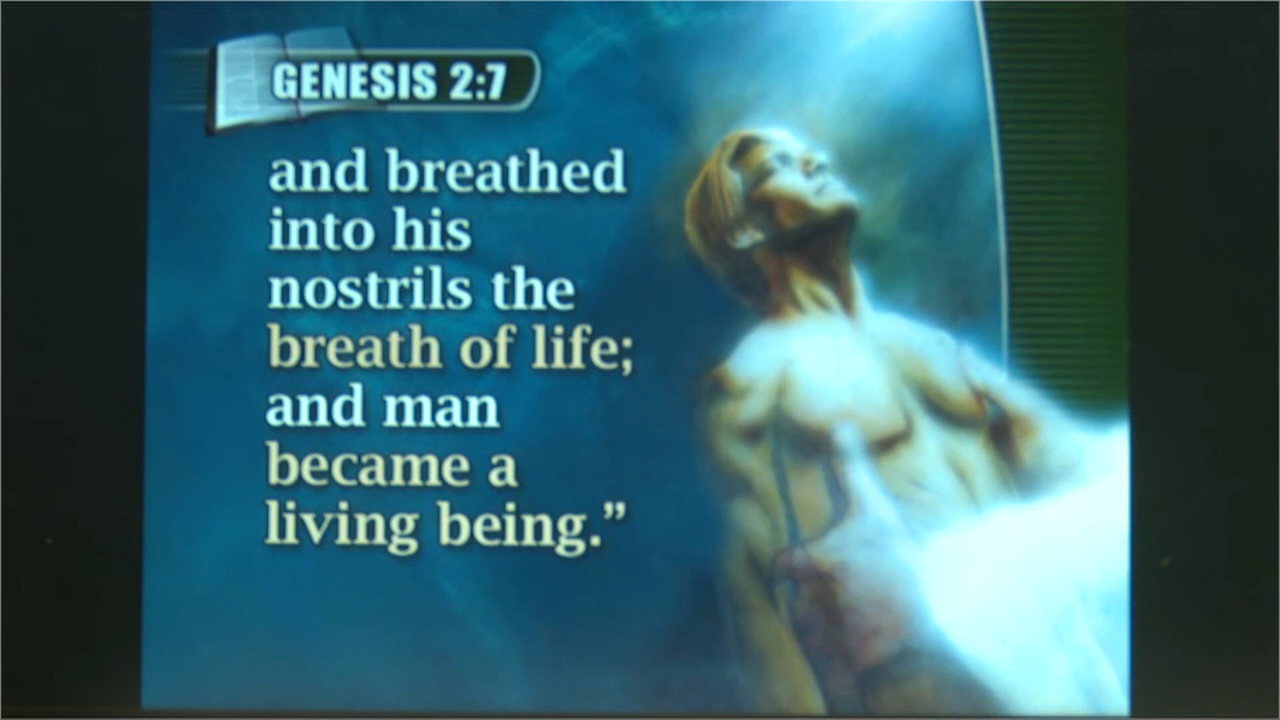 GENESIS 2:7
and breathed
into his
nostrils the
breath of life;
and man
became a
living being.”